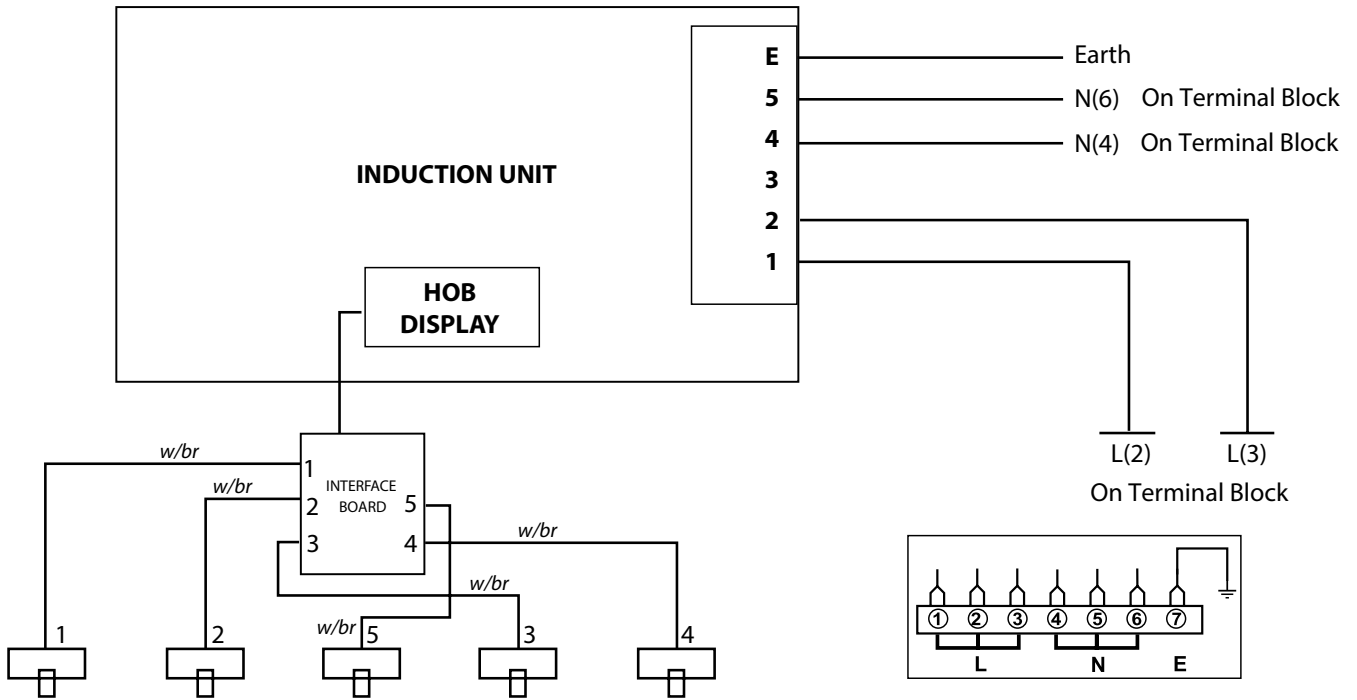 E
Earth
5
N(6) On Terminal Block
4
N(4) On Terminal Block
INDUCTION UNIT
3
2
1
HOB
DISPLAY
L(2)
L(3)
On Terminal Block
w/br
1
INTERFACE
BOARD
w/br
2
5
3
4
w/br
w/br
w/br
1
2
5
3
4
1
2
3
4
5
6
7
L
N
E